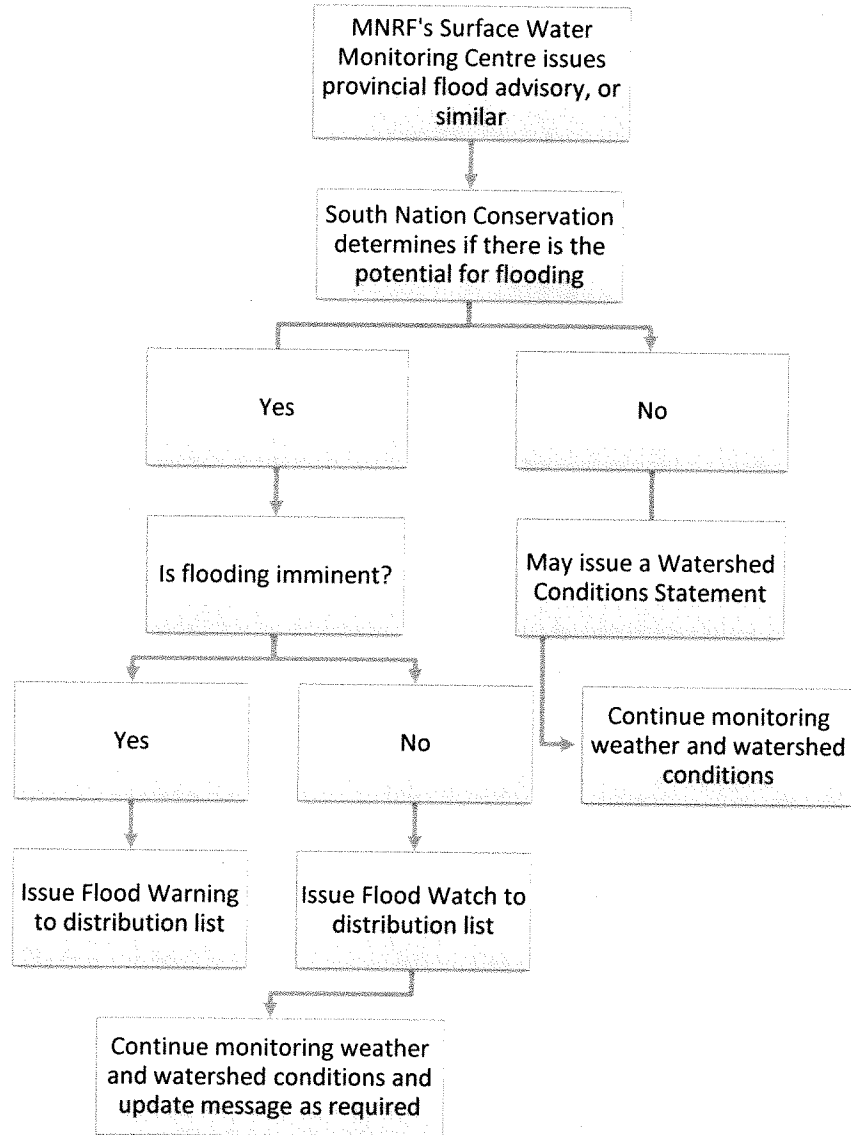 MNRF's Surface Water
Monitoring Centre issues
provincial flood advisory, or
similar
South Nation Conservation
determines if there is the
potential for flooding
Yes
No
Is flooding imminent?
May issue a Watershed
Conditions Statement
Yes
No
Continue monitoring
weather and watershed
conditions
Issue Flood Warning
to distribution list
Issue Flood Watch to
distribution list
Continue monitoring weather
and watershed conditions and
update message as required